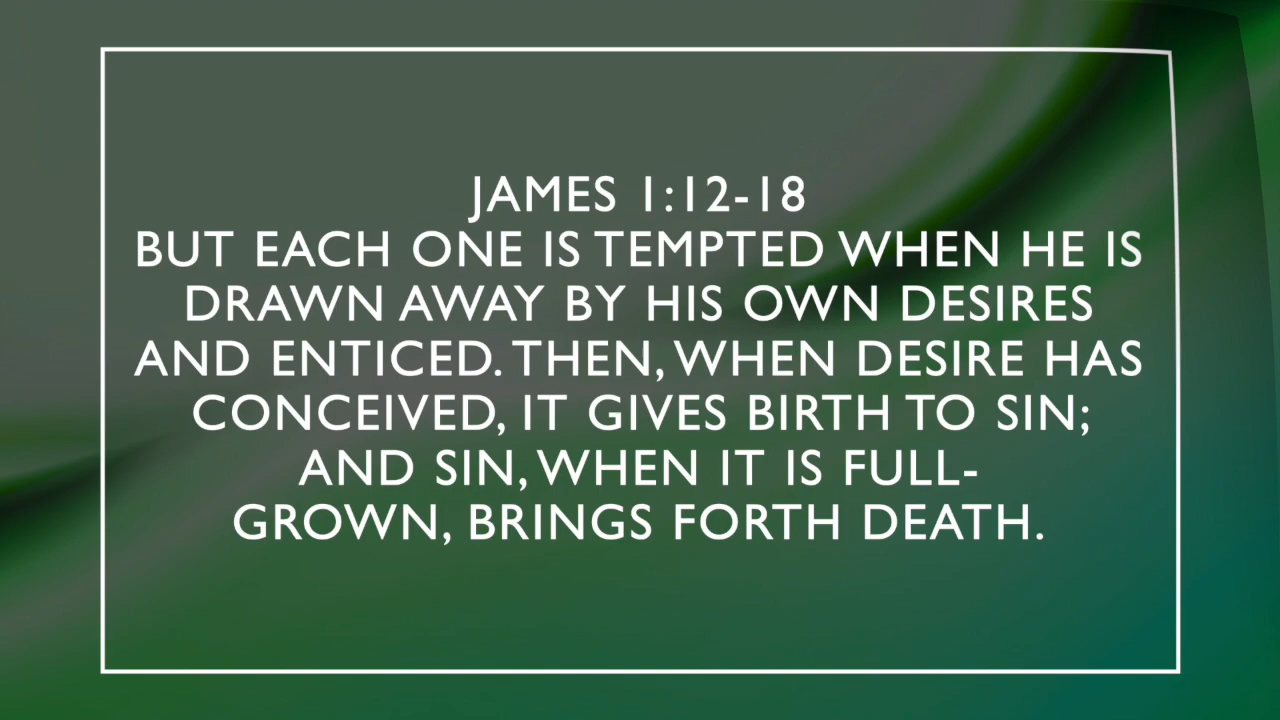 JAMES 1:12-18
BUT EACH ONE IS TEMPTED WHEN HE IS
DRAWN AWAY BY HIS OWN DESIRES
AND ENTICED. THEN, WHEN DESIRE HAS
CONCEIVED, IT GIVES BIRTH TO SIN;
AND SIN, WHEN IT IS FULL-
GROWN, BRINGS FORTH DEATH.